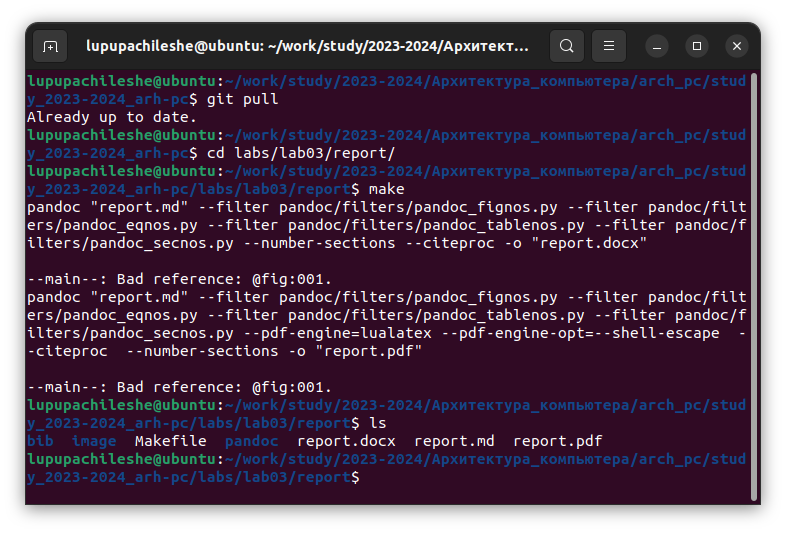 lupupachileshe@ubuntu: ~/work/study/2023-2024/Архитект...
lupupachileshe@ubuntu:~/work/study/2023-2024/Архитектура_компьютера/arch_pc/stud
y_2023-2024_arh-pc$ git pull
Already up to date.
lupupachileshe@ubuntu:~/work/study/2023-2024/Архитектура_компьютера/arch_pc/stud
y_2023-2024_arh-pc$ cd labs/lab03/report/
lupupachileshe@ubuntu:~/work/study/2023-2024/Архитектура_компьютера/arch_pc/stud
y_2023-2024_arh-pc/labs/lab03/report$ make
pandoc "report.md" --filter pandoc/filters/pandoc_fignos.py --filter pandoc/filt
ers/pandoc_eqnos.py --filter pandoc/filters/pandoc_tablenos.py --filter pandoc/f
ilters/pandoc_secnos.py --number-sections --citeproc -o "report.docx"
--main--: Bad reference: @fig:001.
pandoc "report.md" --filter pandoc/filters/pandoc_fignos.py --filter pandoc/filt
ers/pandoc_eqnos.py --filter pandoc/filters/pandoc_tablenos.py --filter pandoc/f
ilters/pandoc_secnos.py --pdf-engine=lualatex --pdf-engine-opt=--shell-escape  -
-citeproc  --number-sections -o "report.pdf"
--main--: Bad reference: @fig:001.
lupupachileshe@ubuntu:~/work/study/2023-2024/Архитектура_компьютера/arch_pc/stud
y_2023-2024_arh-pc/labs/lab03/report$ ls
bib  image  Makefile  pandoc  report.docx  report.md  report.pdf
lupupachileshe@ubuntu:~/work/study/2023-2024/Архитектура_компьютера/arch_pc/stud
y_2023-2024_arh-pc/labs/lab03/report$